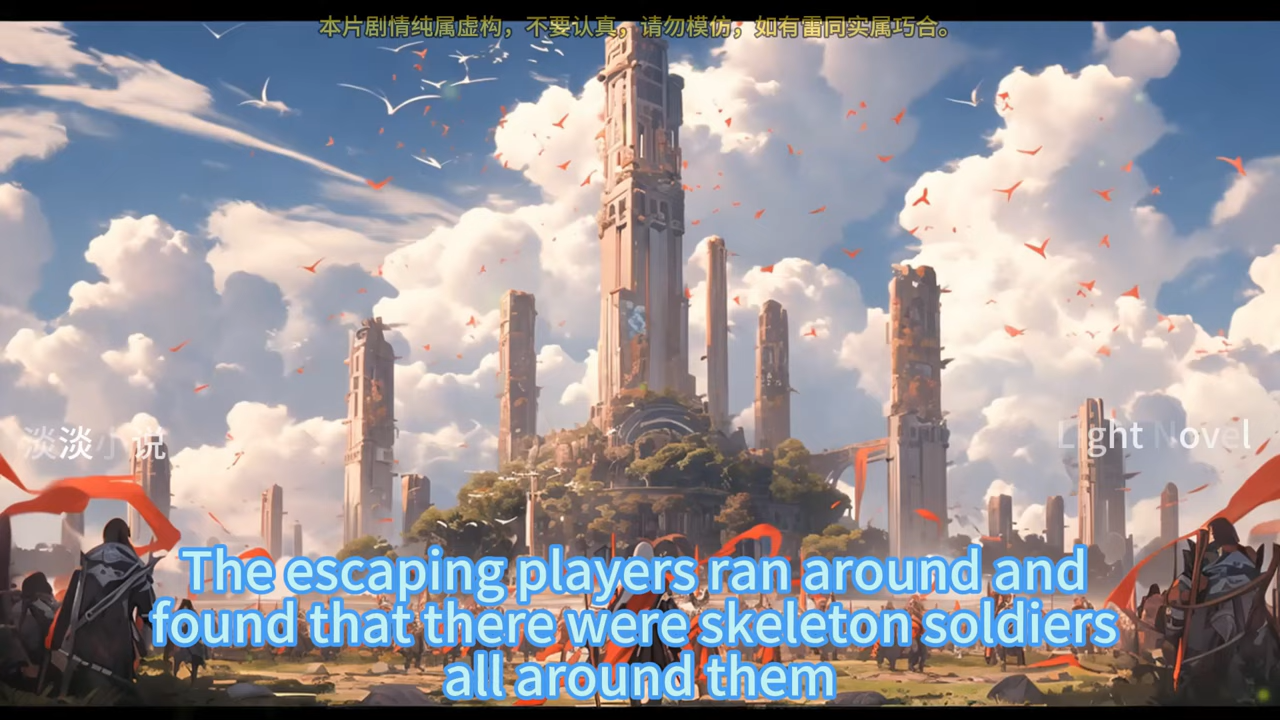 本片剧情纯属虚构，不要认真，请勿模仿，如有雷同实属巧合。
淡淡小说
Light Novel
The escaping players ran around and
found that there were skeleton soldiers
all around them